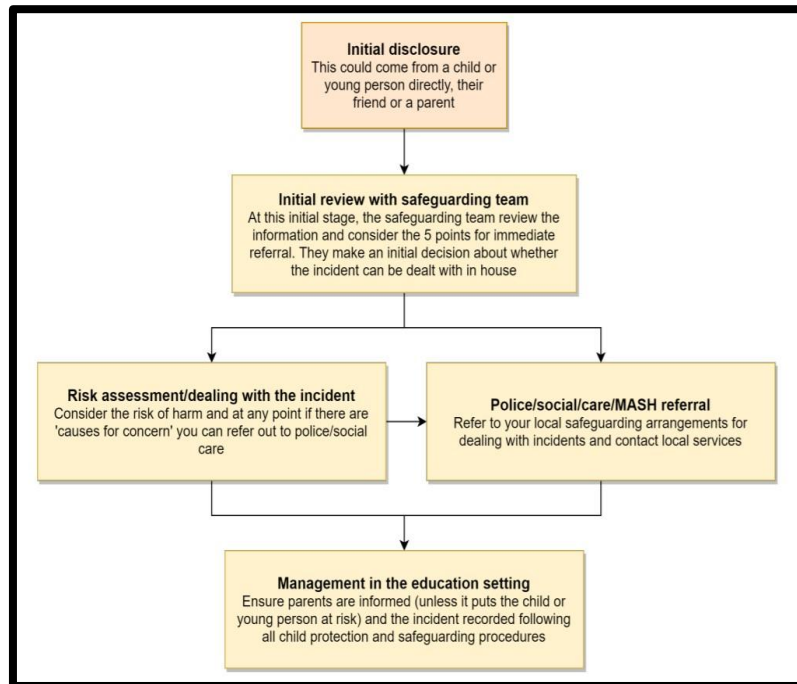 Initial disclosure
This could come from a child or
young person directly, their
friend or a parent
Initial review with safeguarding team
At this initial stage, the safeguarding team review the
information and consider the 5 points for immediate
referral. They make an initial decision about whether
the incident can be dealt with in house
Risk assessment/dealing with the incident
Consider the risk of harm and at any point if there are
'causes for concern' you can refer out to police/social
care
Police/social/care/MASH referral
Refer to your local safeguarding arrangements for
dealing with incidents and contact local services
Management in the education setting
Ensure parents are informed (unless it puts the child or
young person at risk) and the incident recorded following
all child protection and safeguarding procedures